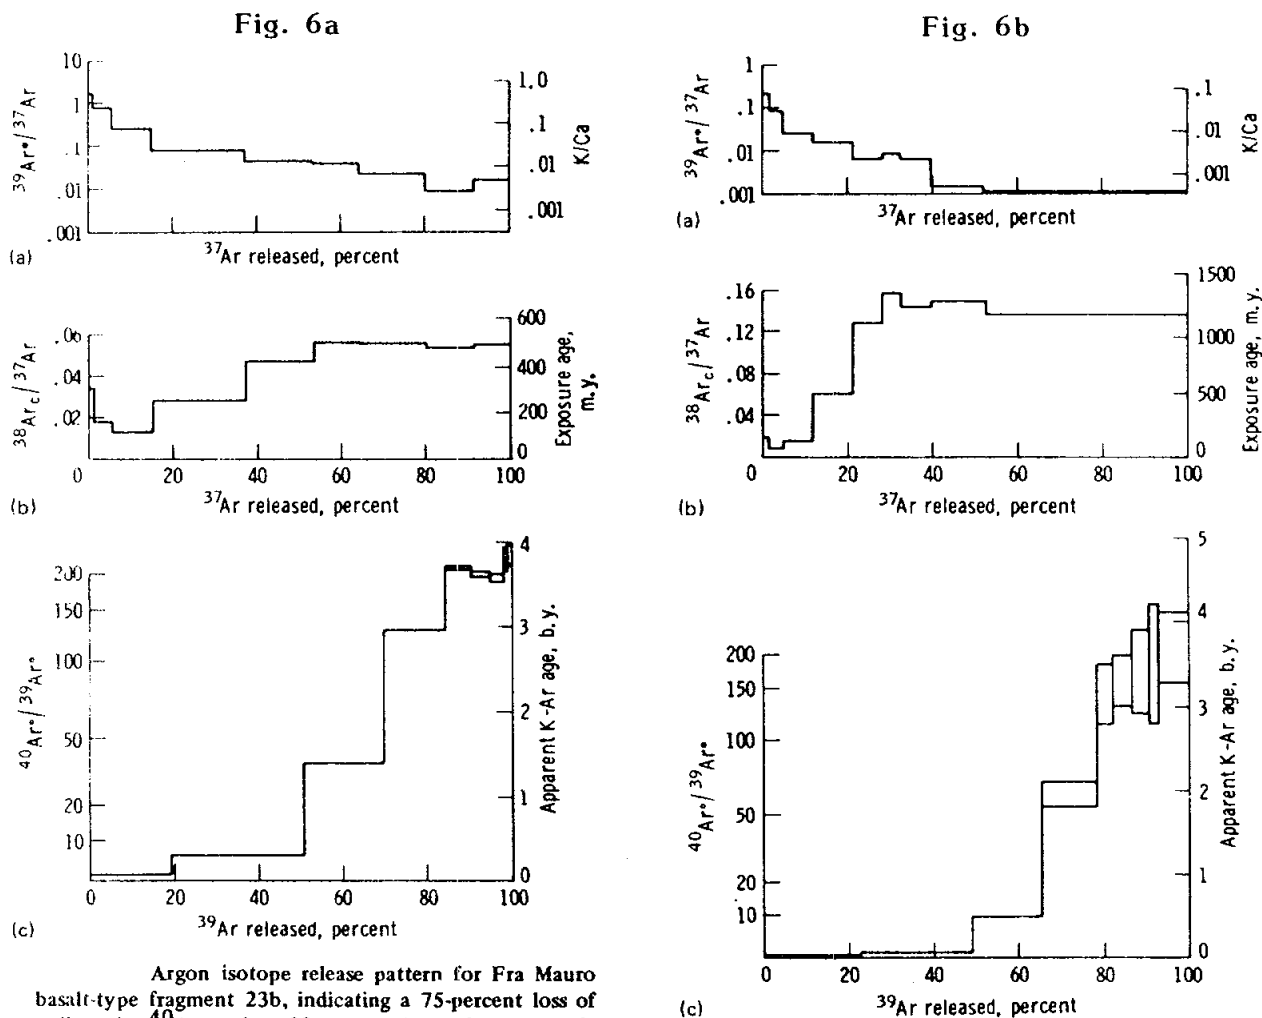 Fig. 6a
10
1
.1
.01
.001
³⁹Ar*/³⁷Ar
1.0
.1
.01
.001
K/Ca
(a)
³⁷Ar released, percent
.06
.04
.02
³⁸Ar_c/³⁷Ar
600
400
200
0
Exposure age, m.y.
0 20 40 60 80 100
(b)
³⁷Ar released, percent
200
150
100
50
20
10
⁴⁰Ar*/³⁹Ar*
4
3
2
1
0
Apparent K-Ar age, b.y.
0 20 40 60 80 100
(c)
³⁹Ar released, percent
Argon isotope release pattern for Fra Mauro
basalt-type fragment 23b, indicating a 75-percent loss of
40
Fig. 6b
1
.1
.01
.001
³⁹Ar*/³⁷Ar
.1
.01
.001
K/Ca
(a)
³⁷Ar released, percent
.16
.12
.08
.04
³⁸Ar_c/³⁷Ar
1500
1000
500
0
Exposure age, m.y.
0 20 40 60 80 100
(b)
³⁷Ar released, percent
200
150
100
50
20
10
⁴⁰Ar*/³⁹Ar*
5
4
3
2
1
0
Apparent K-Ar age, b.y.
0 20 40 60 80 100
(c)
³⁹Ar released, percent